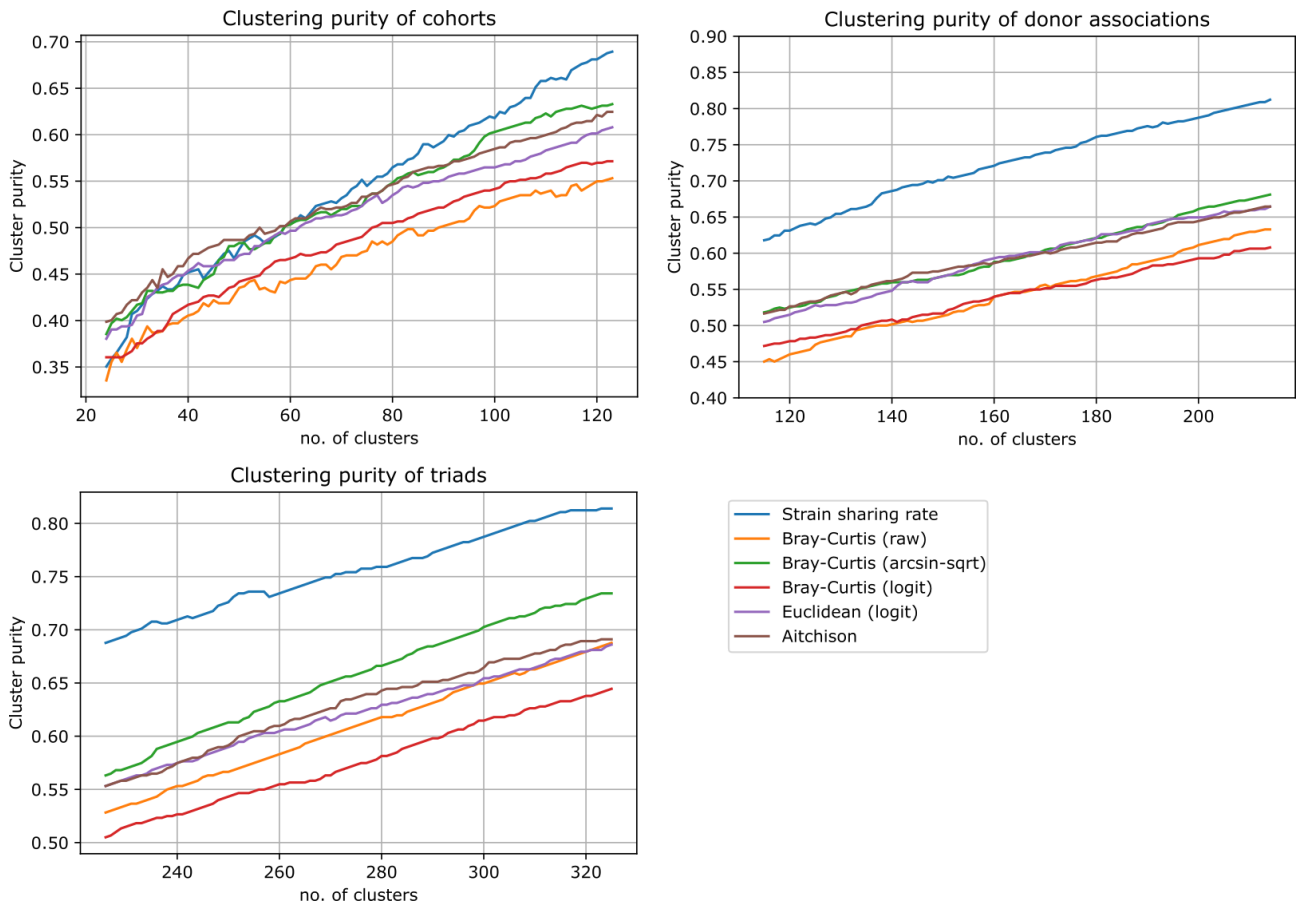 Clustering purity of cohorts
0.70
0.65
0.60
0.55
0.50
0.45
0.40
0.35
Cluster purity
20 40 60 80 100 120
no. of clusters
Clustering purity of donor associations
0.90
0.85
0.80
0.75
0.70
0.65
0.60
0.55
0.50
0.45
0.40
Cluster purity
120 140 160 180 200
no. of clusters
Clustering purity of triads
0.80
0.75
0.70
0.65
0.60
0.55
0.50
Cluster purity
240 260 280 300 320
no. of clusters
Strain sharing rate
Bray-Curtis (raw)
Bray-Curtis (arcsin-sqrt)
Bray-Curtis (logit)
Euclidean (logit)
Aitchison